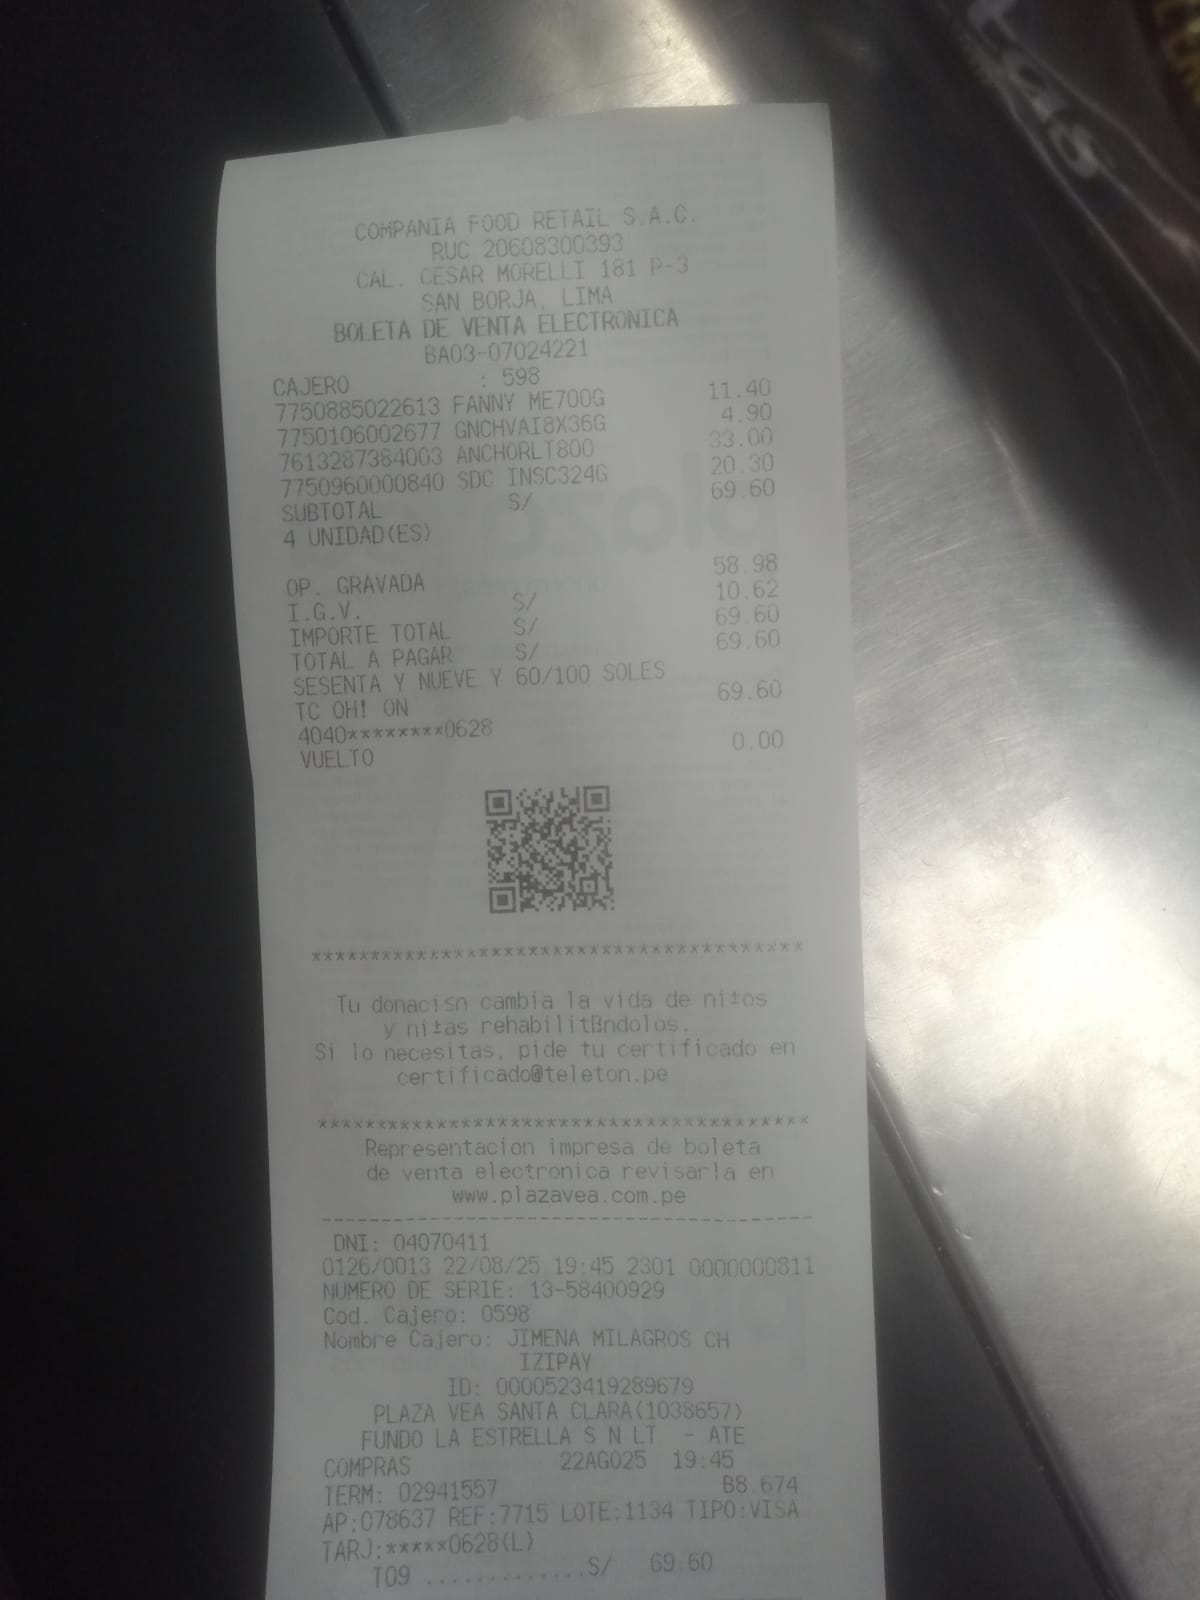 COMPANIA FOOD RETAIL S.A.C.
RUC 20608300393
CAL. CESAR MORELLI 181 P-3
SAN BORJA, LIMA
BOLETA DE VENTA ELECTRONICA
BA03-07024221
CAJERO : 598
7750885022613 FANNY ME700G 11.40
7750106002677 GNCHVAI8X36G 4.90
7613287384003 ANCHORLT800 33.00
7750960000840 SDC INSC324G 20.30
SUBTOTAL S/ 69.60
4 UNIDAD(ES)
OP. GRAVADA 58.98
I.G.V. S/ 10.62
IMPORTE TOTAL S/ 69.60
TOTAL A PAGAR S/ 69.60
SESENTA Y NUEVE Y 60/100 SOLES
TC OH! ON 69.60
4040********0628
VUELTO 0.00
******************************************
Tu donacisn cambia la vida de ni±os
y ni±as rehabilitßndolos.
Si lo necesitas, pide tu certificado en
certificado@teleton.pe
******************************************
Representacion impresa de boleta
de venta electronica revisarla en
www.plazavea.com.pe
------------------------------------------
DNI: 04070411
0126/0013 22/08/25 19:45 2301 0000000811
NUMERO DE SERIE: 13-58400929
Cod. Cajero: 0598
Nombre Cajero: JIMENA MILAGROS CH
IZIPAY
ID: 0000523419289679
PLAZA VEA SANTA CLARA(1038657)
FUNDO LA ESTRELLA S N LT - ATE
COMPRAS 22AGO25 19:45
TERM: 02941557 B8.674
AP:078637 REF:7715 LOTE:1134 TIPO:VISA
TARJ:*****0628(L)
T09 .............S/ 69.60